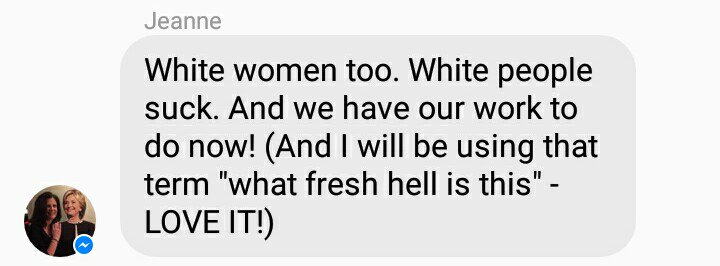 Jeanne
White women too. White people
suck. And we have our work to
do now! (And I will be using that
term "what fresh hell is this" -
LOVE IT!)